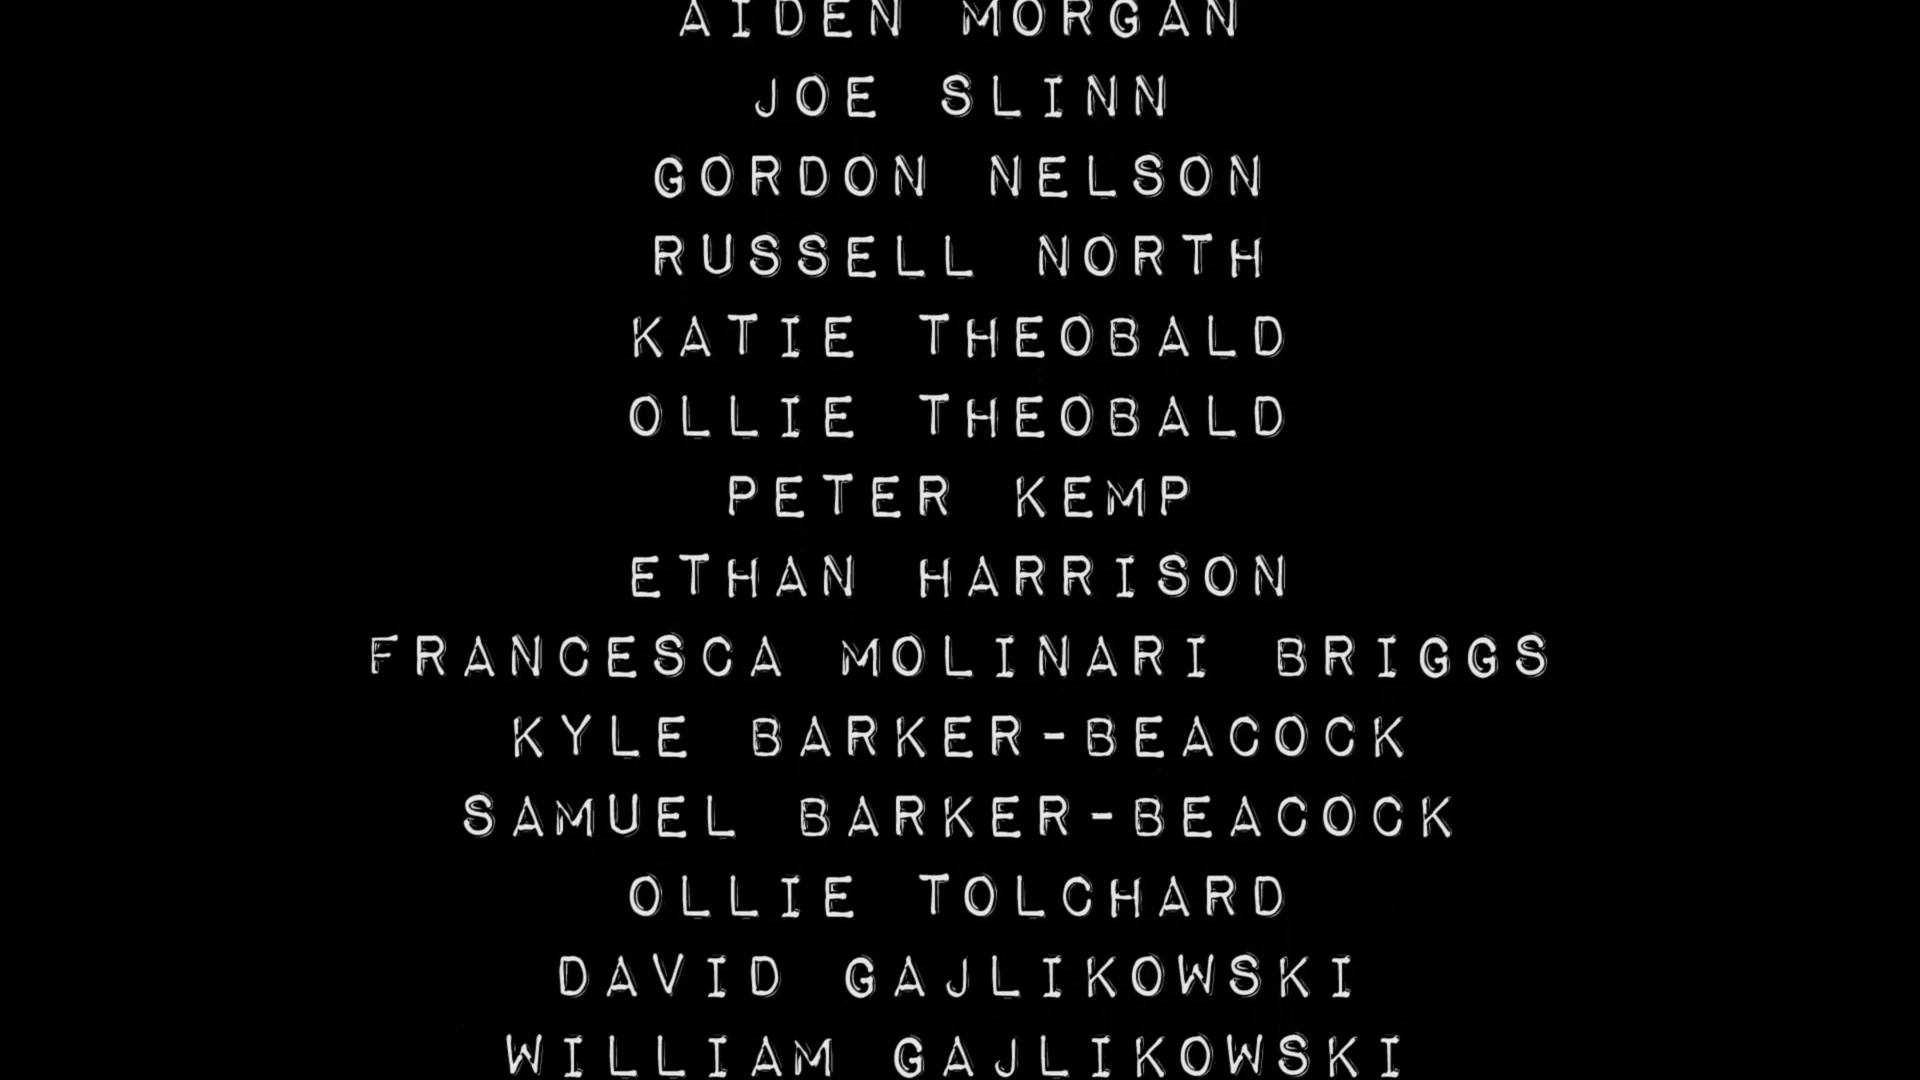 AIDEN MORGAN
JOE SLINN
GORDON NELSON
RUSSELL NORTH
KATIE THEOBALD
OLLIE THEOBALD
PETER KEMP
ETHAN HARRISON
FRANCESCA MOLINARI BRIGGS
KYLE BARKER-BEACOCK
SAMUEL BARKER-BEACOCK
OLLIE TOLCHARD
DAVID GAJLIKOWSKI
WILLIAM GAJLIKOWSKI